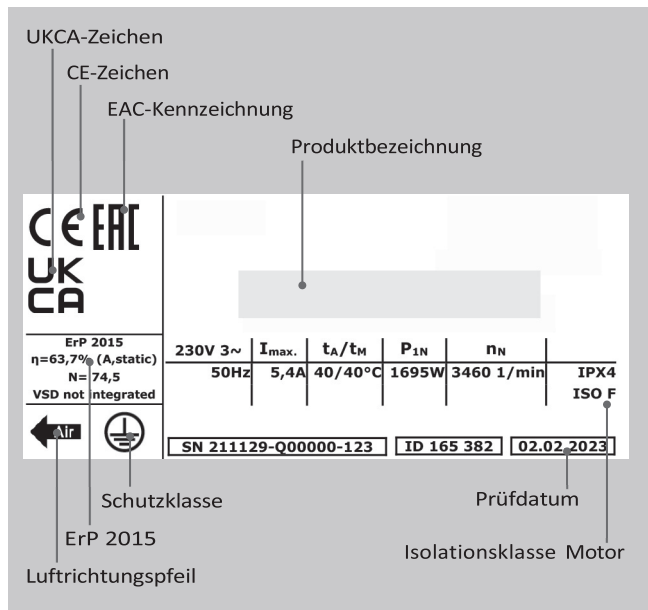 UKCA-Zeichen
CE-Zeichen
EAC-Kennzeichnung
Produktbezeichnung
CE EAC
UK
CA
ErP 2015
η=63,7% (A,static)
N= 74,5
VSD not integrated
230V 3~ Imax. tA/tM P1N nN
50Hz 5,4A 40/40°C 1695W 3460 1/min IPX4
ISO F
Air
SN 211129-Q00000-123 ID 165 382 02.02.2023
Schutzklasse
Prüfdatum
ErP 2015
Isolationsklasse Motor
Luftrichtungspfeil